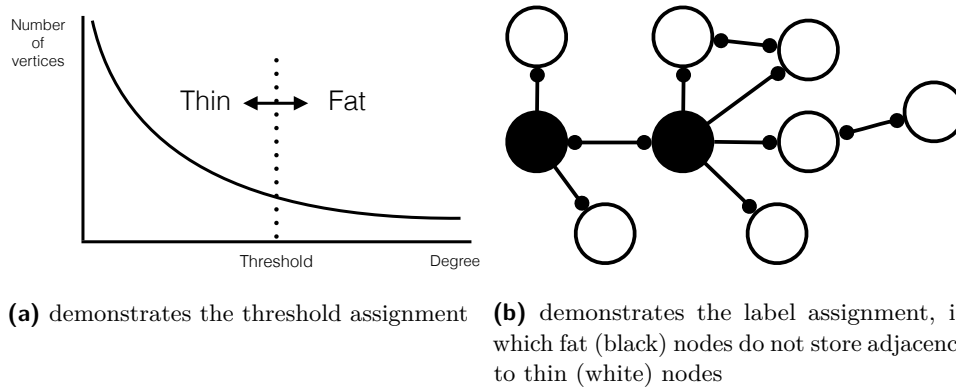 Number
of
vertices
Thin
Fat
Threshold
Degree
(a) demonstrates the threshold assignment
(b) demonstrates the label assignment, i
which fat (black) nodes do not store adjacenc
to thin (white) nodes